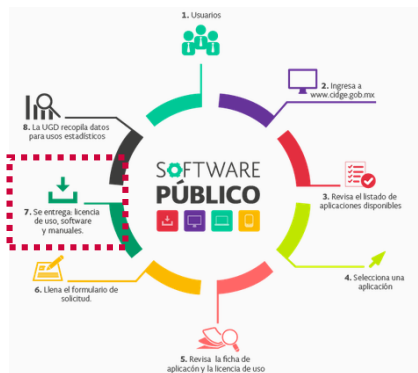 1. Usuarios
2. Ingresa a
www.cidge.gob.mx
3. Revisa el listado de
aplicaciones disponibles
4. Selecciona una
aplicación
5. Revisa la ficha de
aplicacón y la licencia de uso
6. Llena el formulario de
solicitud.
7. Se entrega: licencia
de uso, software
y manuales.
8. La UGD recopila datos
para usos estadísticos
SOFTWARE
PÚBLICO